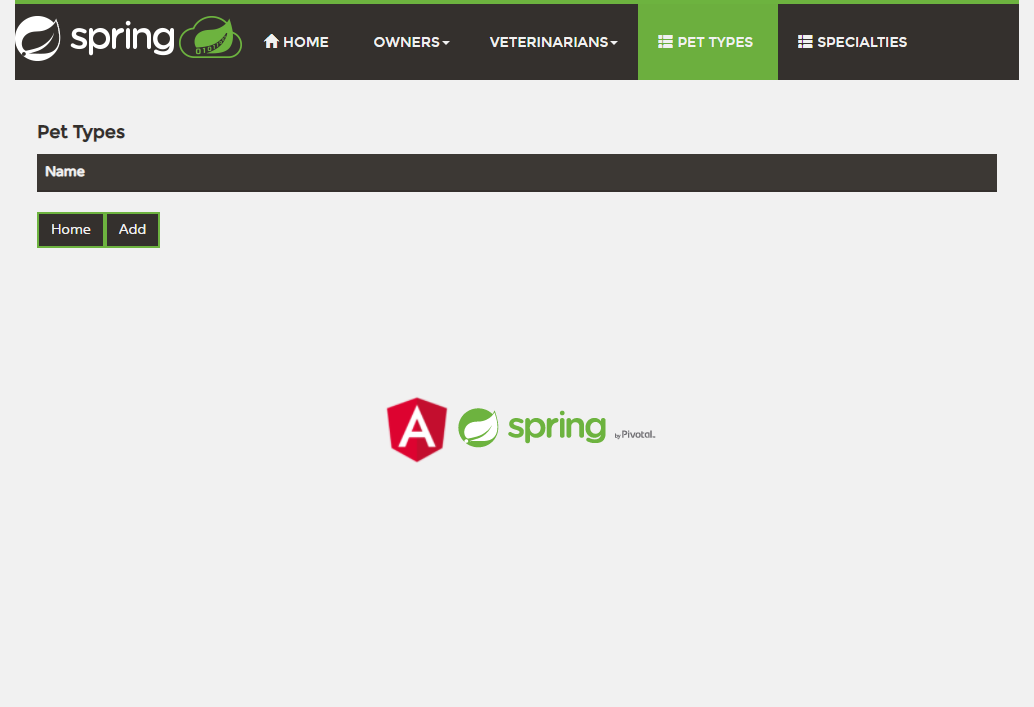 spring HOME OWNERS VETERINARIANS PET TYPES SPECIALTIES
Pet Types
Name
Home Add
spring by Pivotal.